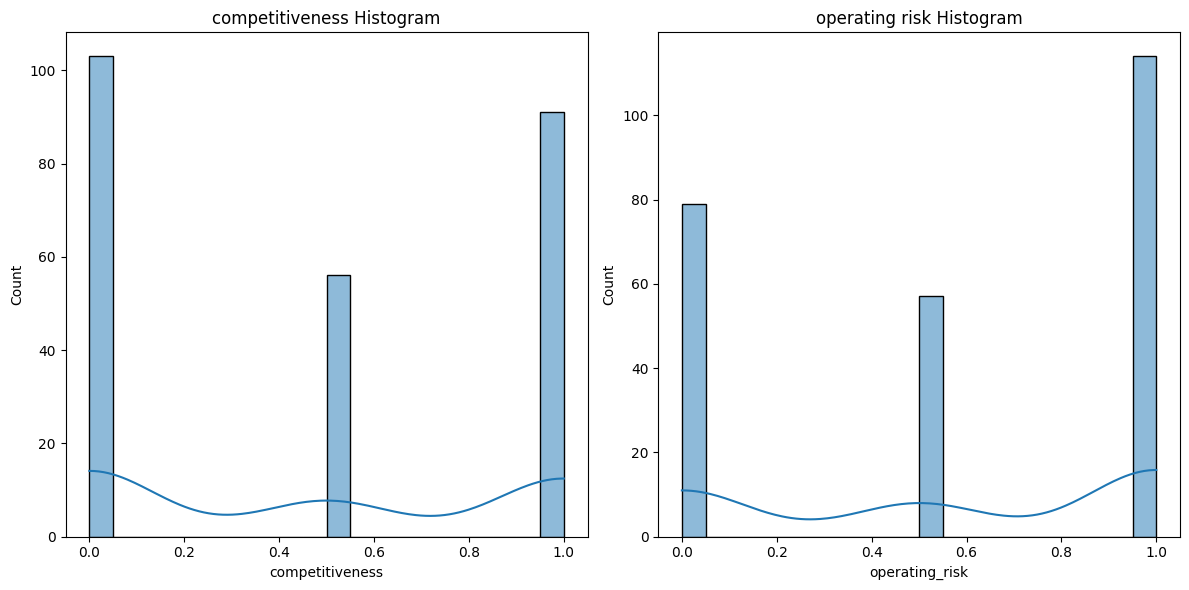 competitiveness Histogram
100
80
60
40
20
0
Count
0.0 0.2 0.4 0.6 0.8 1.0
competitiveness
operating risk Histogram
100
80
60
40
20
0
Count
0.0 0.2 0.4 0.6 0.8 1.0
operating_risk